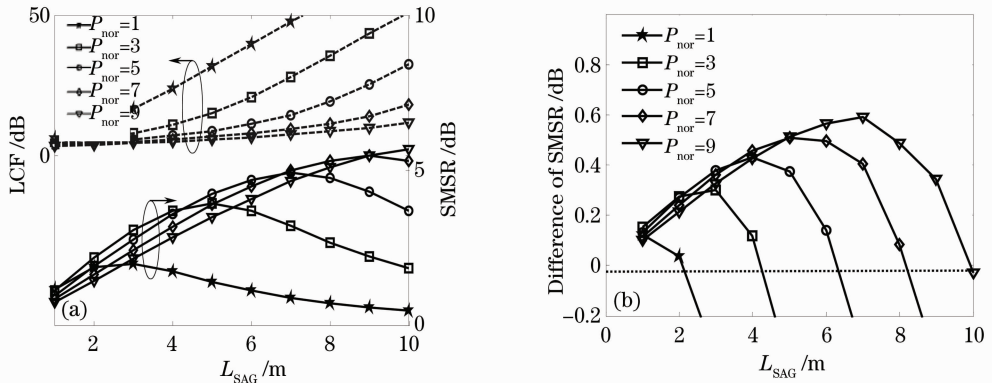 50
0
LCF /dB
P_nor=1
P_nor=3
P_nor=5
P_nor=7
P_nor=9
10
5
0
SMSR /dB
(a)
2 4 6 8 10
L_SAG /m
0.8
0.6
0.4
0.2
0
−0.2
Difference of SMSR /dB
P_nor=1
P_nor=3
P_nor=5
P_nor=7
P_nor=9
(b)
0 2 4 6 8 10
L_SAG /m